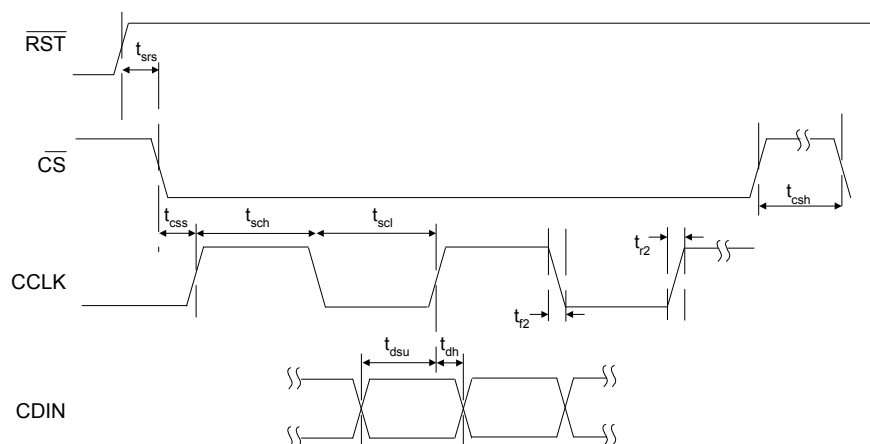 RST
t_srs
CS
t_csh
t_css t_sch t_scl
t_r2
CCLK
t_f2
t_dsu t_dh
CDIN